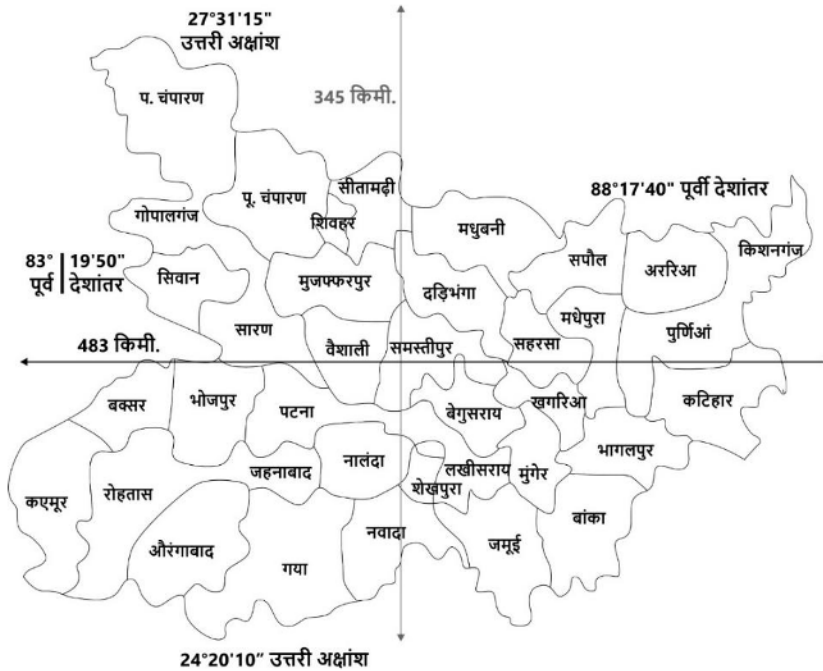 27°31'15"
उत्तरी अक्षांश
345 किमी.
प. चंपारण
सीतामढ़ी
88°17'40" पूर्वी देशांतर
पू. चंपारण
गोपालगंज
शिवहर
मधुबनी
सपौल
अररिआ
किशनगंज
83° 19'50"
पूर्व देशांतर
सिवान
मुजफ्फरपुर
दड़िभंगा
मधेपुरा
पुर्णिआं
सारण
483 किमी.
वैशाली
समस्तीपुर
सहरसा
बक्सर
भोजपुर
पटना
बेगुसराय
खगरिआ
कटिहार
जहनाबाद
नालंदा
लखीसराय
मुंगेर
भागलपुर
शेखपुरा
कएमूर
रोहतास
औरंगाबाद
गया
नवादा
जमूई
बांका
24°20'10” उत्तरी अक्षांश